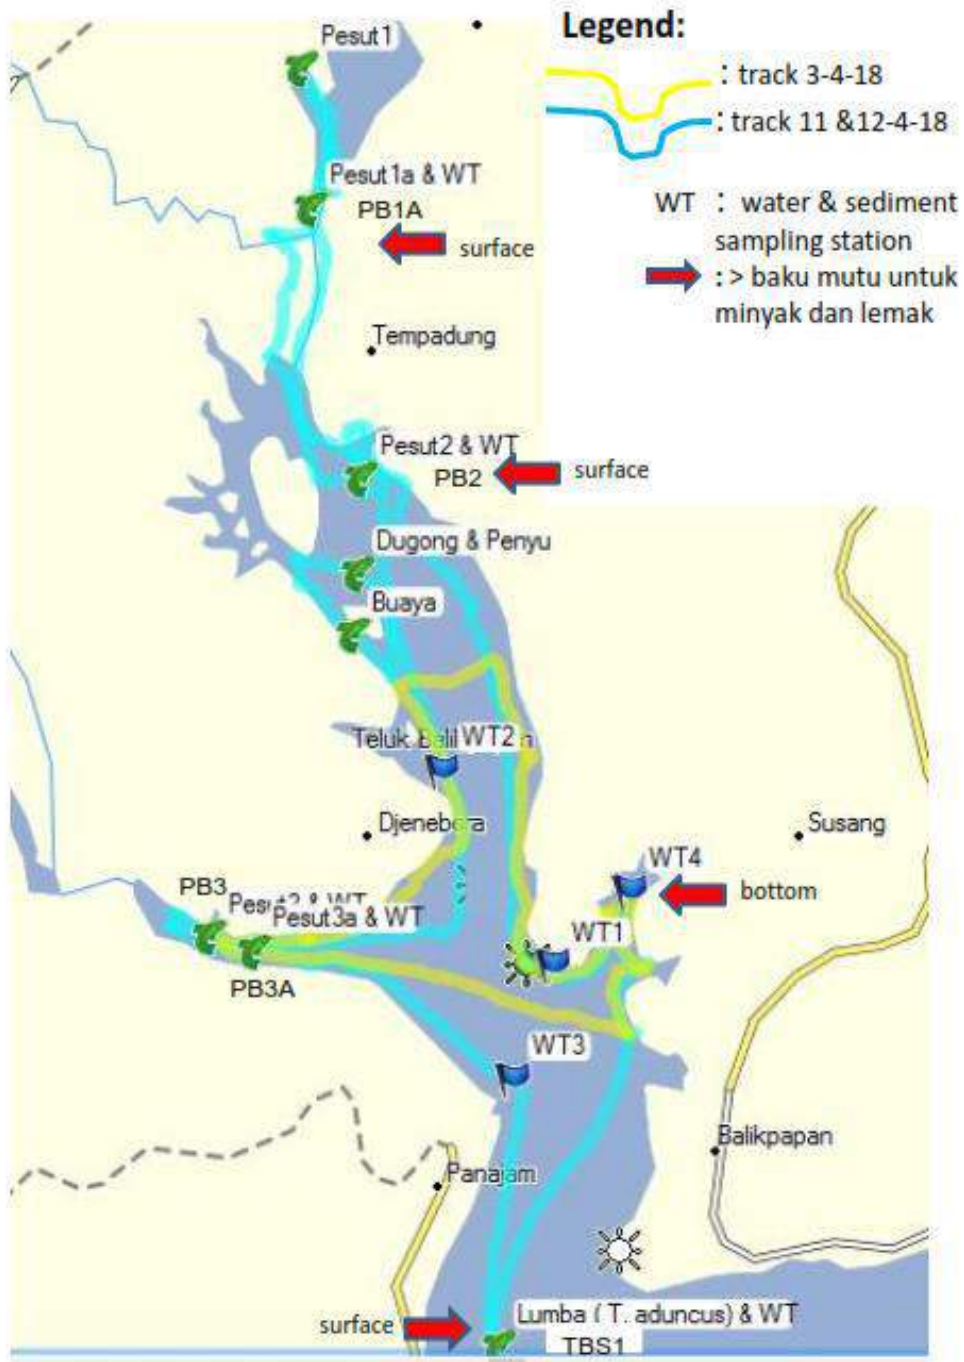 Legend:
: track 3-4-18
: track 11 &12-4-18
WT : water & sediment
sampling station
: > baku mutu untuk
minyak dan lemak
Pesut1
Pesut1a & WT
PB1A
surface
Tempadung
Pesut2 & WT
PB2
surface
Dugong & Penyu
Buaya
Teluk
WT2
Djenebora
Susang
WT4
bottom
PB3
& WT
Pesut3a & WT
WT1
PB3A
WT3
Balikpapan
Panajam
Lumba ( T. aduncus) & WT
surface
TBS1